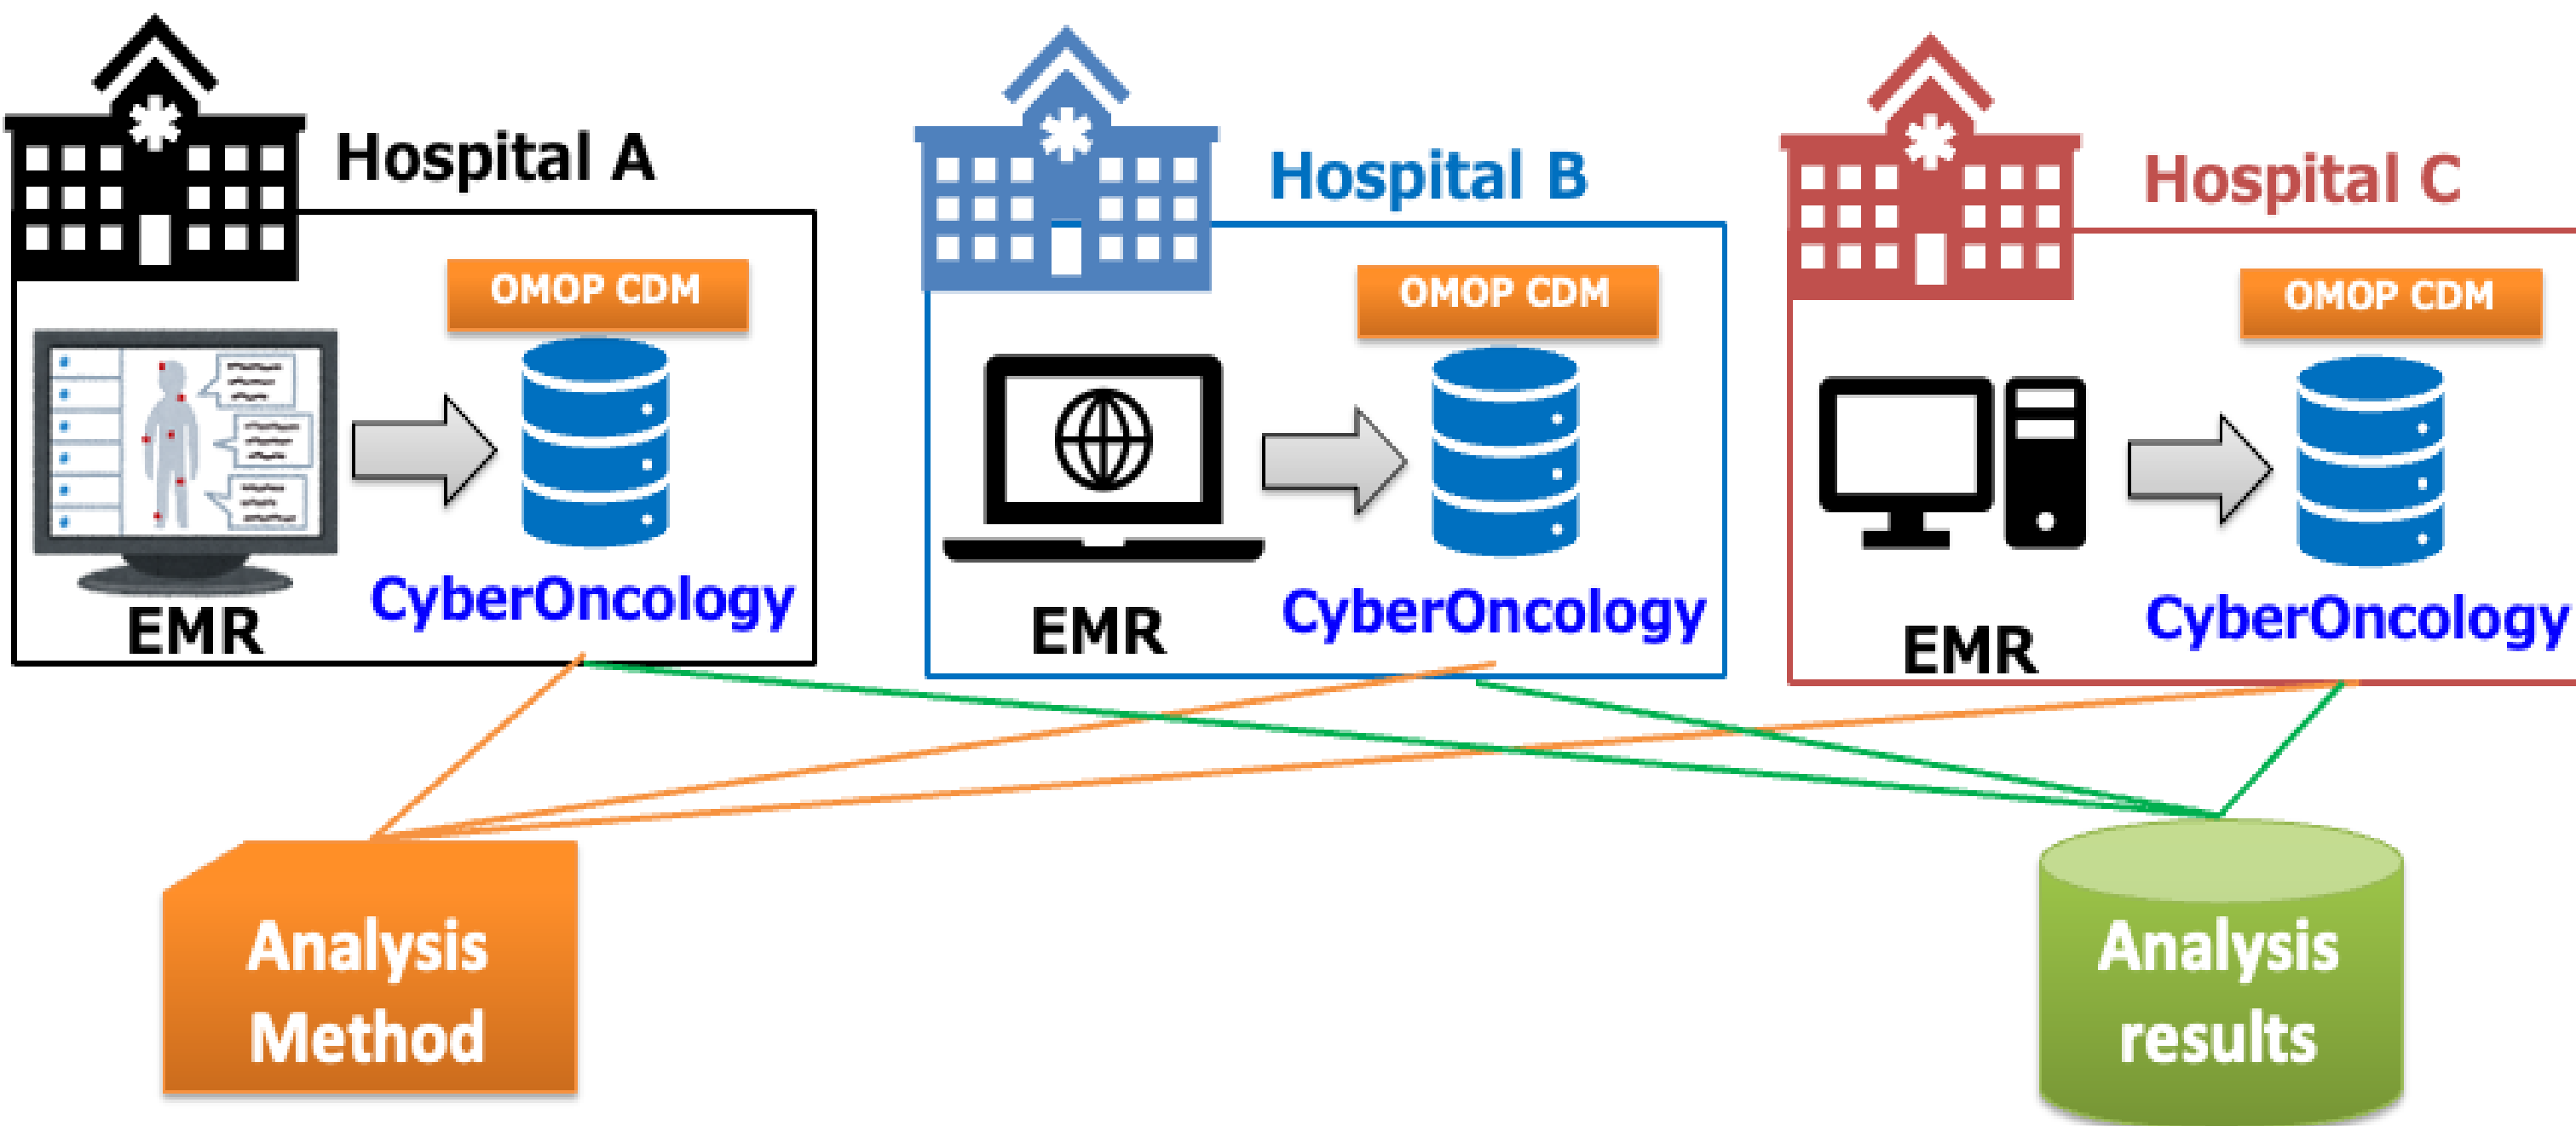 Hospital A
OMOP CDM
EMR
CyberOncology
Hospital B
OMOP CDM
EMR
CyberOncology
Hospital C
OMOP CDM
EMR
CyberOncology
Analysis
Method
Analysis
results